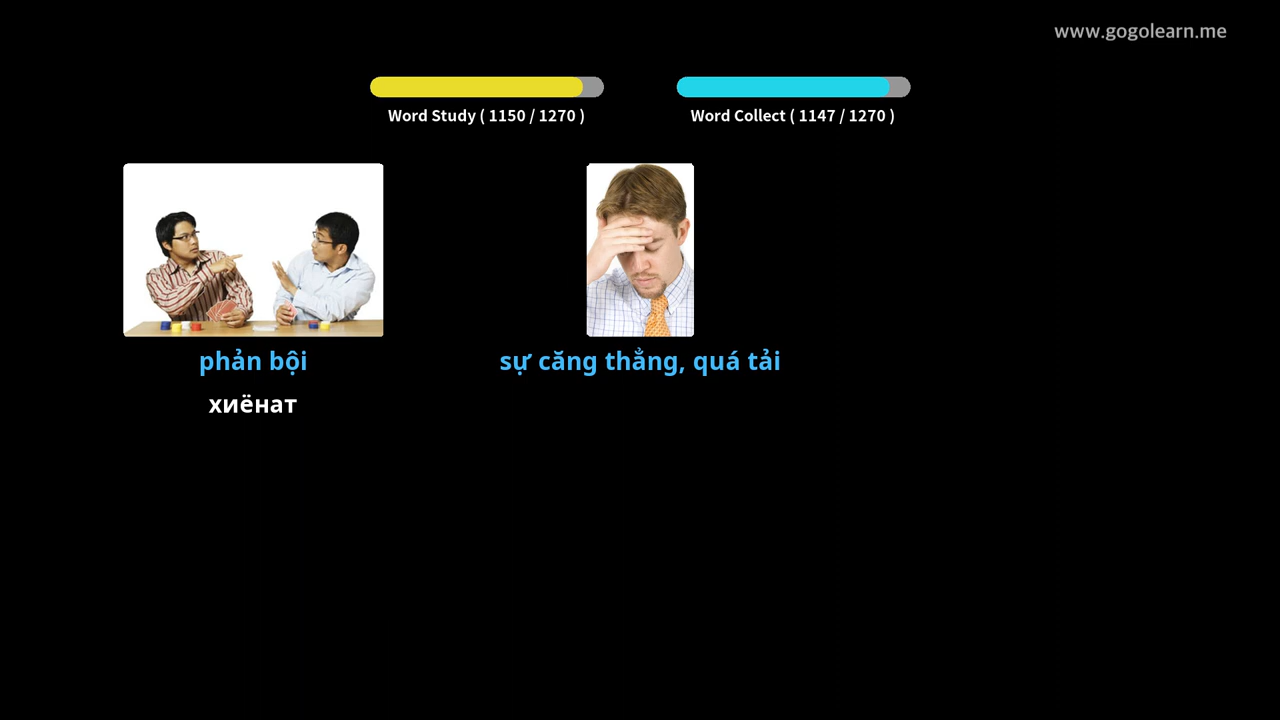 www.gogolearn.me
Word Study ( 1150 / 1270 )
Word Collect ( 1147 / 1270 )
phản bội
хиёнат
sự căng thẳng, quá tải